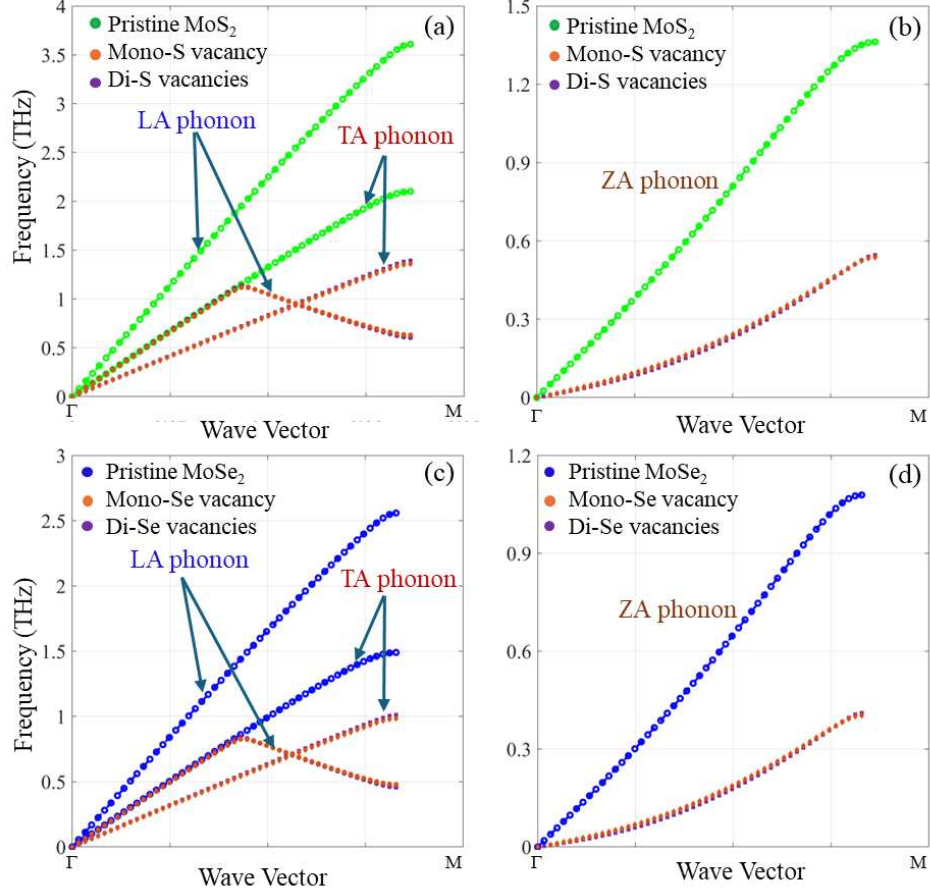 (a)
Pristine MoS₂
Mono-S vacancy
Di-S vacancies
LA phonon
TA phonon
4
3.5
3
2.5
2
1.5
1
0.5
0
Frequency (THz)
Γ
M
Wave Vector
(b)
Pristine MoS₂
Mono-S vacancy
Di-S vacancies
ZA phonon
1.5
1.2
0.9
0.6
0.3
0
Γ
M
Wave Vector
(c)
Pristine MoSe₂
Mono-Se vacancy
Di-Se vacancies
LA phonon
TA phonon
3
2.5
2
1.5
1
0.5
0
Frequency (THz)
Γ
M
Wave Vector
(d)
Pristine MoSe₂
Mono-Se vacancy
Di-Se vacancies
ZA phonon
1.2
0.9
0.6
0.3
0
Γ
M
Wave Vector